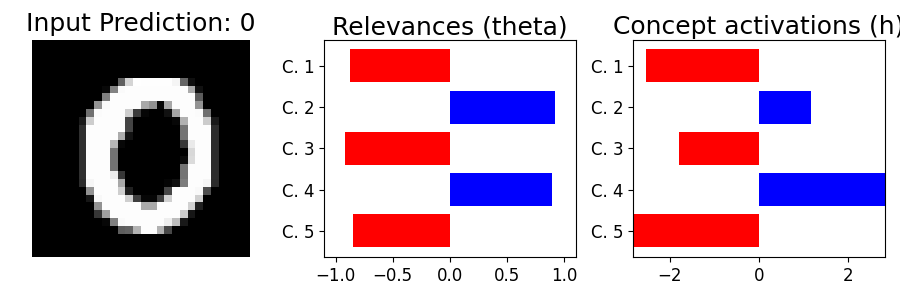 Input Prediction: 0
Relevances (theta)
C. 1
C. 2
C. 3
C. 4
C. 5
−1.0 −0.5 0.0 0.5 1.0
Concept activations (h)
C. 1
C. 2
C. 3
C. 4
C. 5
−2 0 2